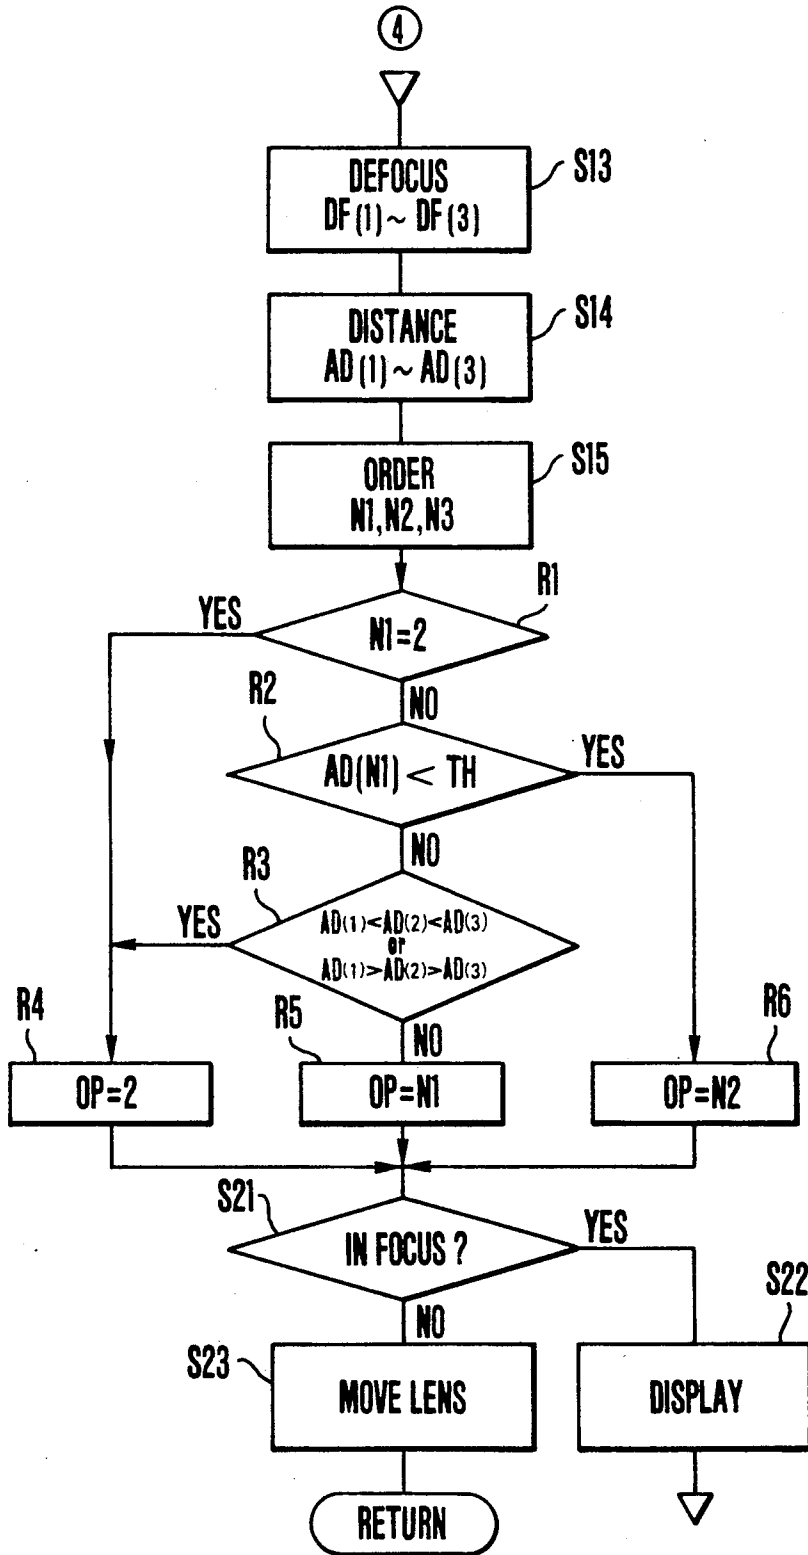 4
DEFOCUS
DF(1)~DF(3)
S13
DISTANCE
AD(1)~AD(3)
S14
ORDER
N1,N2,N3
S15
R1
YES
N1=2
NO
R2
AD(N1) < TH
YES
NO
R3
YES
AD(1)<AD(2)<AD(3)
or
AD(1)>AD(2)>AD(3)
NO
R4
OP=2
R5
OP=N1
R6
OP=N2
S21
IN FOCUS ?
YES
NO
S22
DISPLAY
S23
MOVE LENS
RETURN